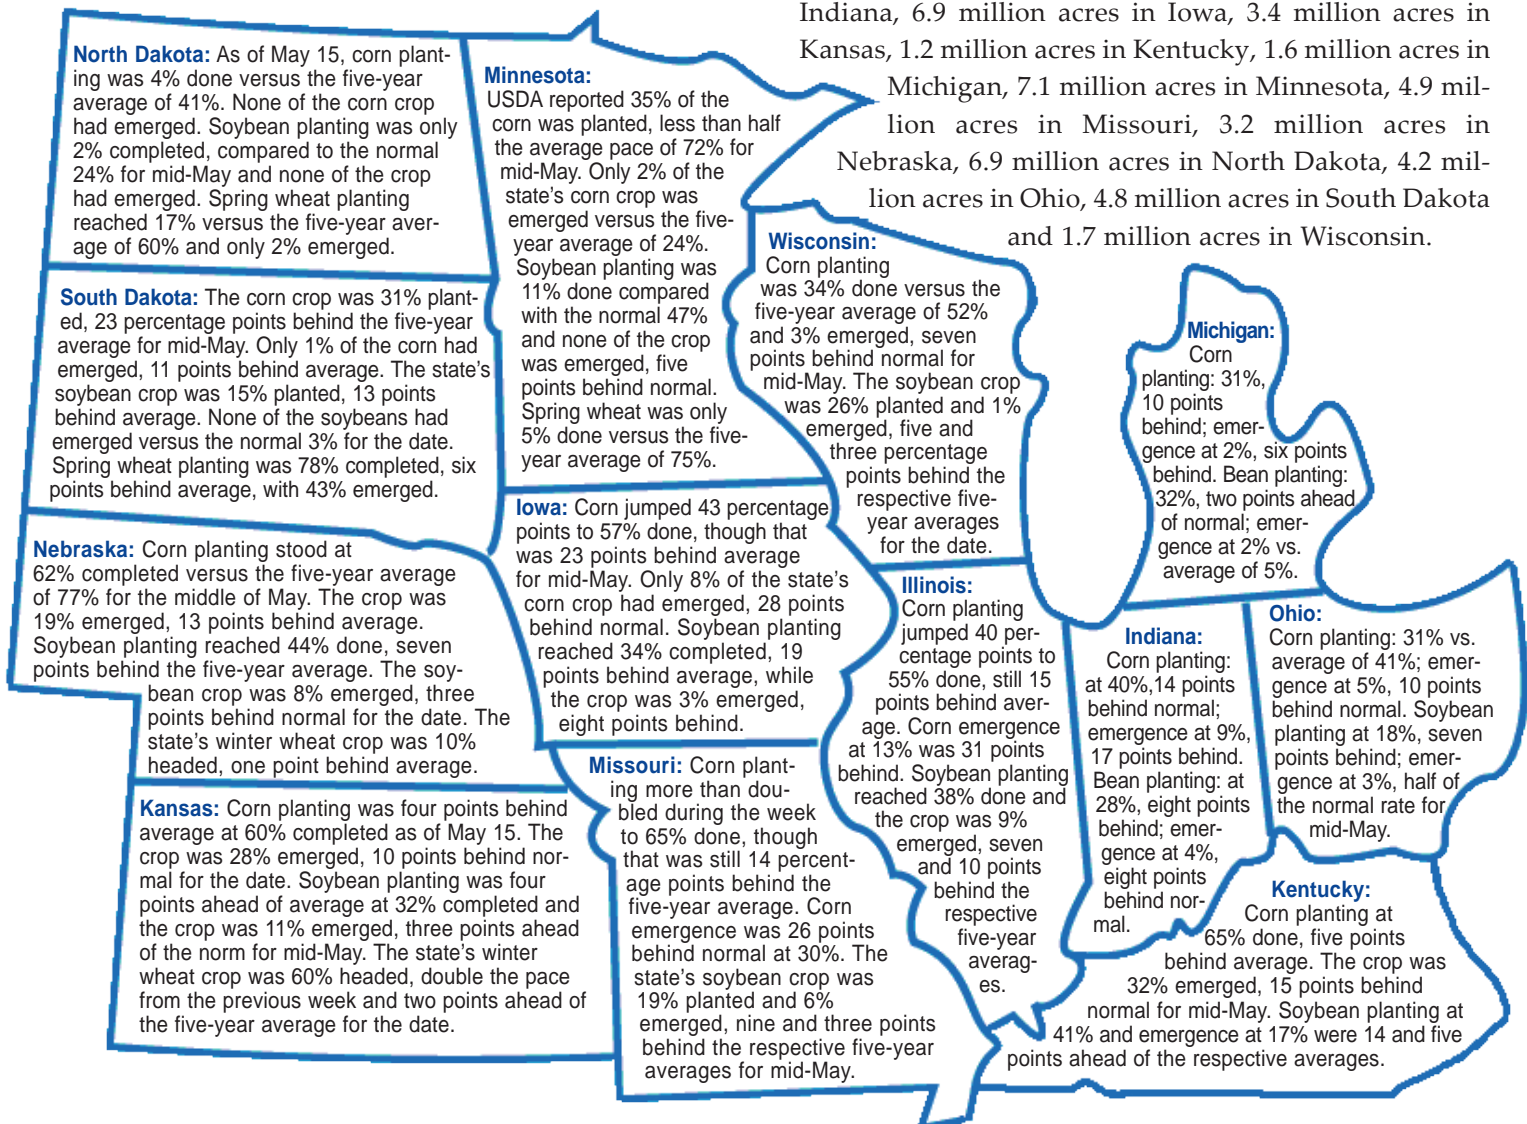 Indiana, 6.9 million acres in Iowa, 3.4 million acres in
Kansas, 1.2 million acres in Kentucky, 1.6 million acres in
Michigan, 7.1 million acres in Minnesota, 4.9 mil-
lion acres in Missouri, 3.2 million acres in
Nebraska, 6.9 million acres in North Dakota, 4.2 mil-
lion acres in Ohio, 4.8 million acres in South Dakota
and 1.7 million acres in Wisconsin.
North Dakota: As of May 15, corn plant-
ing was 4% done versus the five-year
average of 41%. None of the corn crop
had emerged. Soybean planting was only
2% completed, compared to the normal
24% for mid-May and none of the crop
had emerged. Spring wheat planting
reached 17% versus the five-year aver-
age of 60% and only 2% emerged.
Minnesota:
USDA reported 35% of the
corn was planted, less than half
the average pace of 72% for
mid-May. Only 2% of the
state's corn crop was
emerged versus the five-
year average of 24%.
Soybean planting was
11% done compared
with the normal 47%
and none of the crop
was emerged, five
points behind normal.
Spring wheat was only
5% done versus the five-
year average of 75%.
Wisconsin:
Corn planting
was 34% done versus the
five-year average of 52%
and 3% emerged, seven
points behind normal for
mid-May. The soybean crop
was 26% planted and 1%
emerged, five and
three percentage
points behind the
respective five-
year averages
for the date.
Michigan:
Corn
planting: 31%,
10 points
behind; emer-
gence at 2%, six points
behind. Bean planting:
32%, two points ahead
of normal; emer-
gence at 2% vs.
average of 5%.
South Dakota: The corn crop was 31% plant-
ed, 23 percentage points behind the five-year
average for mid-May. Only 1% of the corn had
emerged, 11 points behind average. The state's
soybean crop was 15% planted, 13 points
behind average. None of the soybeans had
emerged versus the normal 3% for the date.
Spring wheat planting was 78% completed, six
points behind average, with 43% emerged.
Nebraska: Corn planting stood at
62% completed versus the five-year average
of 77% for the middle of May. The crop was
19% emerged, 13 points behind average.
Soybean planting reached 44% done, seven
points behind the five-year average. The soy-
bean crop was 8% emerged, three
points behind normal for the date. The
state's winter wheat crop was 10%
headed, one point behind average.
Iowa: Corn jumped 43 percentage
points to 57% done, though that
was 23 points behind average
for mid-May. Only 8% of the state's
corn crop had emerged, 28 points
behind normal. Soybean planting
reached 34% completed, 19
points behind average, while
the crop was 3% emerged,
eight points behind.
Illinois:
Corn planting
jumped 40 per-
centage points to
55% done, still 15
points behind aver-
age. Corn emergence
at 13% was 31 points
behind. Soybean planting
reached 38% done and
the crop was 9%
emerged, seven
and 10 points
behind the
respective
five-year
averag-
es.
Indiana:
Corn planting:
at 40%,14 points
behind normal;
emergence at 9%,
17 points behind.
Bean planting: at
28%, eight points
behind; emer-
gence at 4%,
eight points
behind nor-
mal.
Ohio:
Corn planting: 31% vs.
average of 41%; emer-
gence at 5%, 10 points
behind normal. Soybean
planting at 18%, seven
points behind; emer-
gence at 3%, half of
the normal rate for
mid-May.
Kansas: Corn planting was four points behind
average at 60% completed as of May 15. The
crop was 28% emerged, 10 points behind nor-
mal for the date. Soybean planting was four
points ahead of average at 32% completed and
the crop was 11% emerged, three points ahead
of the norm for mid-May. The state's winter
wheat crop was 60% headed, double the pace
from the previous week and two points ahead of
the five-year average for the date.
Missouri: Corn plant-
ing more than dou-
bled during the week
to 65% done, though
that was still 14 percent-
age points behind the
five-year average. Corn
emergence was 26 points
behind normal at 30%. The
state's soybean crop was
19% planted and 6%
emerged, nine and three points
behind the respective five-year
averages for mid-May.
Kentucky:
Corn planting at
65% done, five points
behind average. The crop was
32% emerged, 15 points behind
normal for mid-May. Soybean planting at
41% and emergence at 17% were 14 and five
points ahead of the respective averages.